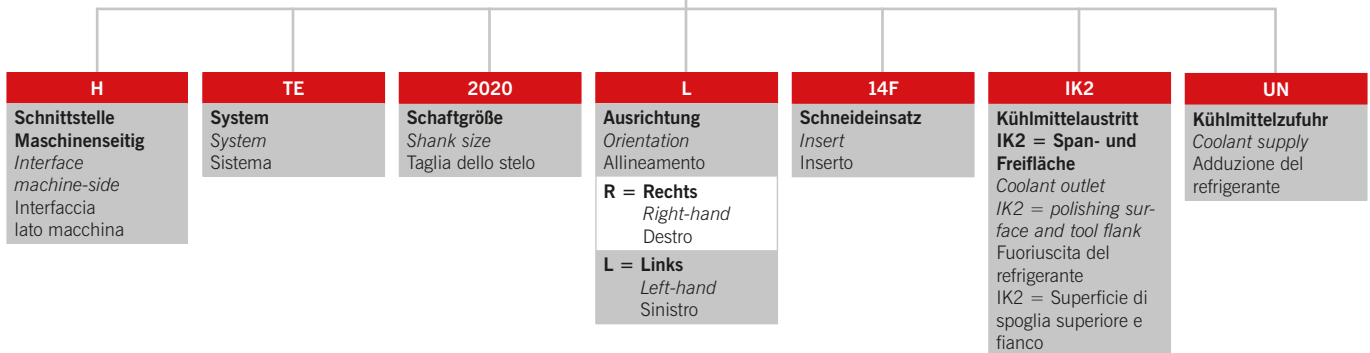 H
Schnittstelle
Maschinenseitig
Interface
machine-side
Interfaccia
lato macchina
TE
System
System
Sistema
2020
Schaftgröße
Shank size
Taglia dello stelo
L
Ausrichtung
Orientation
Allineamento
R = Rechts
Right-hand
Destro
L = Links
Left-hand
Sinistro
14F
Schneideinsatz
Insert
Inserto
IK2
Kühlmittelaustritt
IK2 = Span- und
Freifläche
Coolant outlet
IK2 = polishing sur-
face and tool flank
Fuoriuscita del
refrigerante
IK2 = Superficie di
spoglia superiore e
fianco
UN
Kühlmittelzufuhr
Coolant supply
Adduzione del
refrigerante